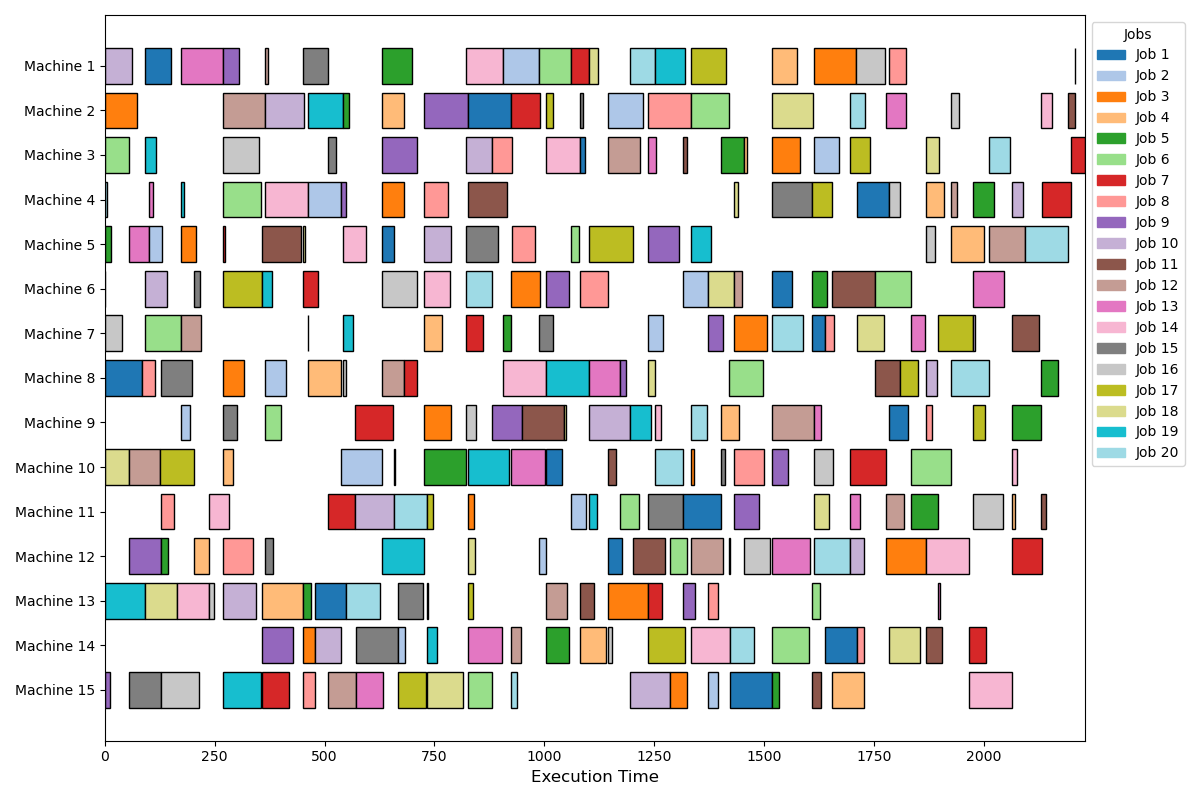 Machine 1
Machine 2
Machine 3
Machine 4
Machine 5
Machine 6
Machine 7
Machine 8
Machine 9
Machine 10
Machine 11
Machine 12
Machine 13
Machine 14
Machine 15
0 250 500 750 1000 1250 1500 1750 2000
Execution Time
Jobs
Job 1
Job 2
Job 3
Job 4
Job 5
Job 6
Job 7
Job 8
Job 9
Job 10
Job 11
Job 12
Job 13
Job 14
Job 15
Job 16
Job 17
Job 18
Job 19
Job 20